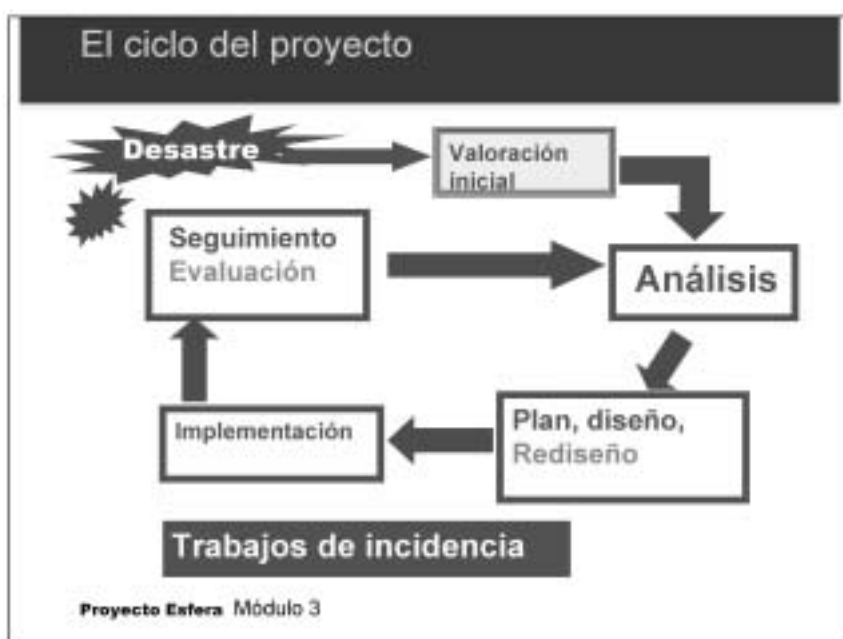 El ciclo del proyecto
Desastre
Valoración
inicial
Seguimiento
Evaluación
Análisis
Plan, diseño,
Rediseño
Implementación
Trabajos de incidencia
Proyecto Esfera Módulo 3